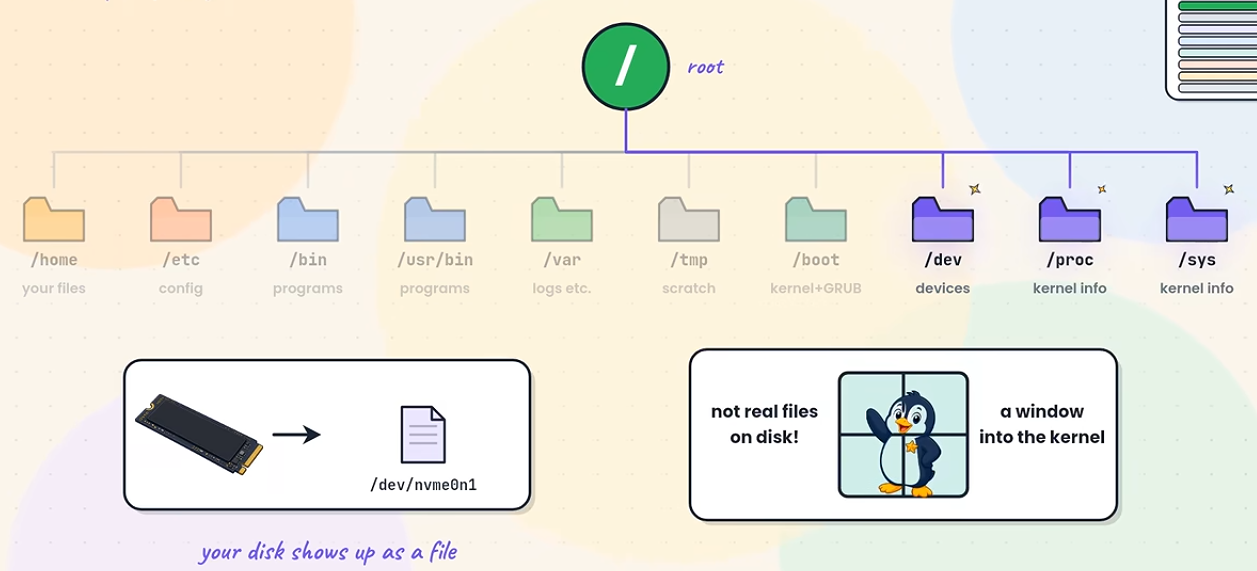 /
root
/home
/etc
/bin
/usr/bin
/var
/tmp
/boot
/dev
/proc
/sys
your files
config
programs
programs
logs etc.
scratch
kernel+GRUB
devices
kernel info
kernel info
/dev/nvme0n1
your disk shows up as a file
not real files
on disk!
a window
into the kernel